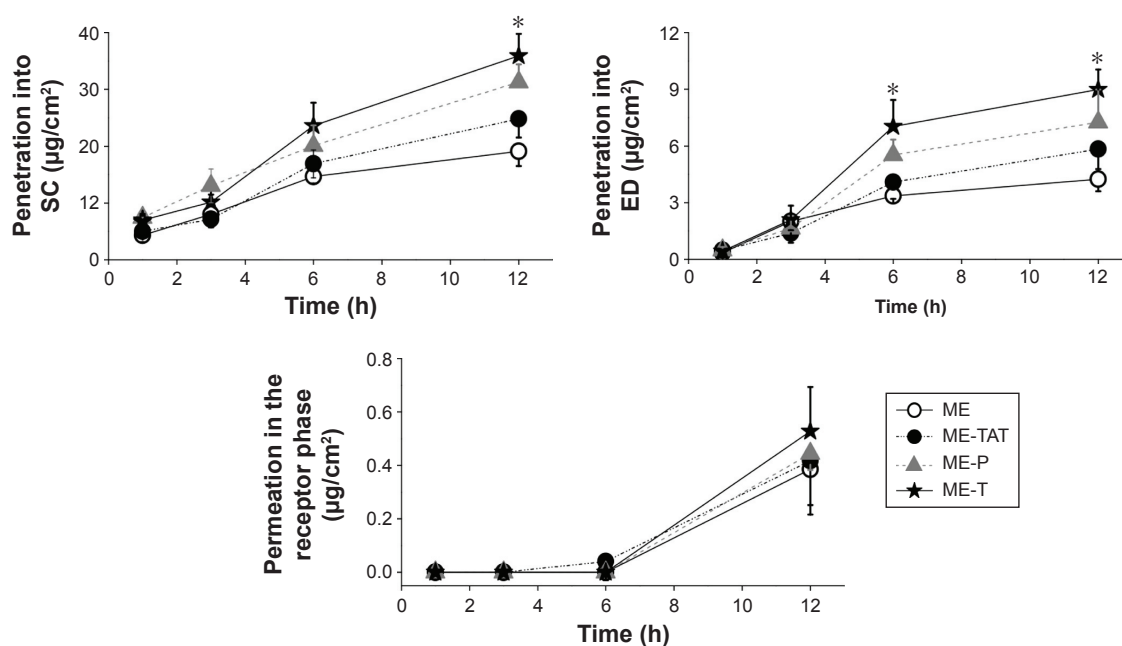 Penetration into
SC (µg/cm²)
40
30
20
12
0
*
0 2 4 6 8 10 12
Time (h)
Penetration into
ED (µg/cm²)
12
9
6
3
0
* *
0 2 4 6 8 10 12
Time (h)
Permeation in the
receptor phase
(µg/cm²)
0.8
0.6
0.4
0.2
0.0
0 2 4 6 8 10 12
Time (h)
ME
ME-TAT
ME-P
ME-T